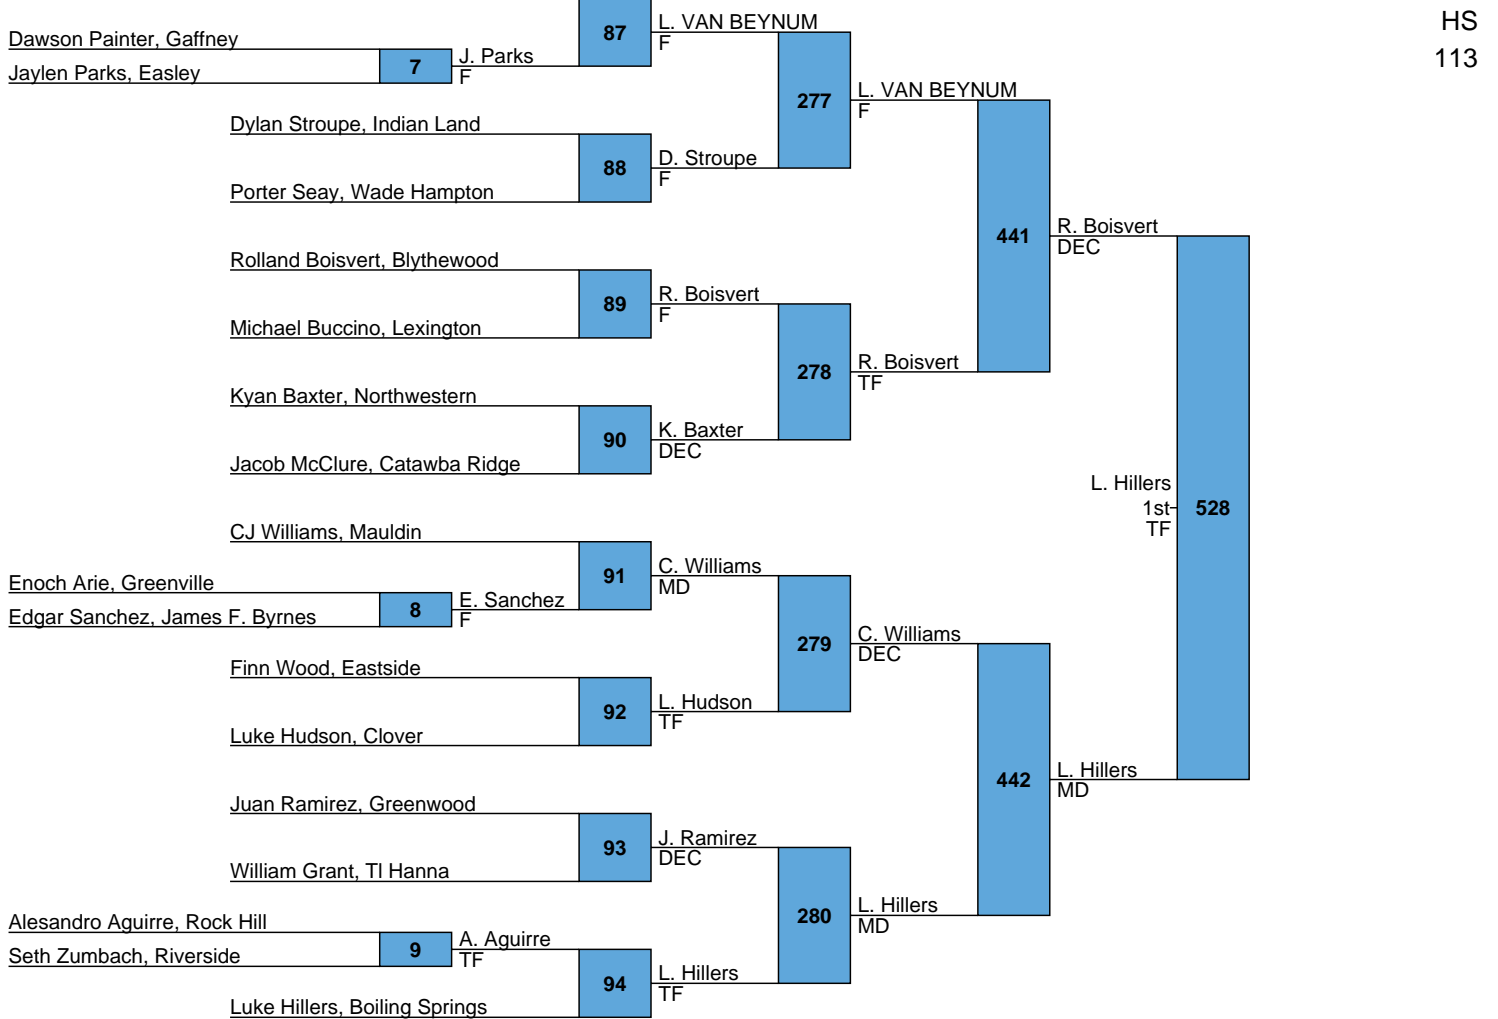 HS
113
87
L. VAN BEYNUM
F
Dawson Painter, Gaffney
7
J. Parks
F
Jaylen Parks, Easley
277
L. VAN BEYNUM
F
Dylan Stroupe, Indian Land
88
D. Stroupe
F
Porter Seay, Wade Hampton
441
R. Boisvert
DEC
Rolland Boisvert, Blythewood
89
R. Boisvert
F
Michael Buccino, Lexington
278
R. Boisvert
TF
Kyan Baxter, Northwestern
90
K. Baxter
DEC
Jacob McClure, Catawba Ridge
L. Hillers
1st
TF
528
CJ Williams, Mauldin
91
C. Williams
MD
Enoch Arie, Greenville
8
E. Sanchez
F
Edgar Sanchez, James F. Byrnes
279
C. Williams
DEC
Finn Wood, Eastside
92
L. Hudson
TF
Luke Hudson, Clover
442
L. Hillers
MD
Juan Ramirez, Greenwood
93
J. Ramirez
DEC
William Grant, Tl Hanna
280
L. Hillers
MD
Alesandro Aguirre, Rock Hill
9
A. Aguirre
TF
Seth Zumbach, Riverside
94
L. Hillers
TF
Luke Hillers, Boiling Springs